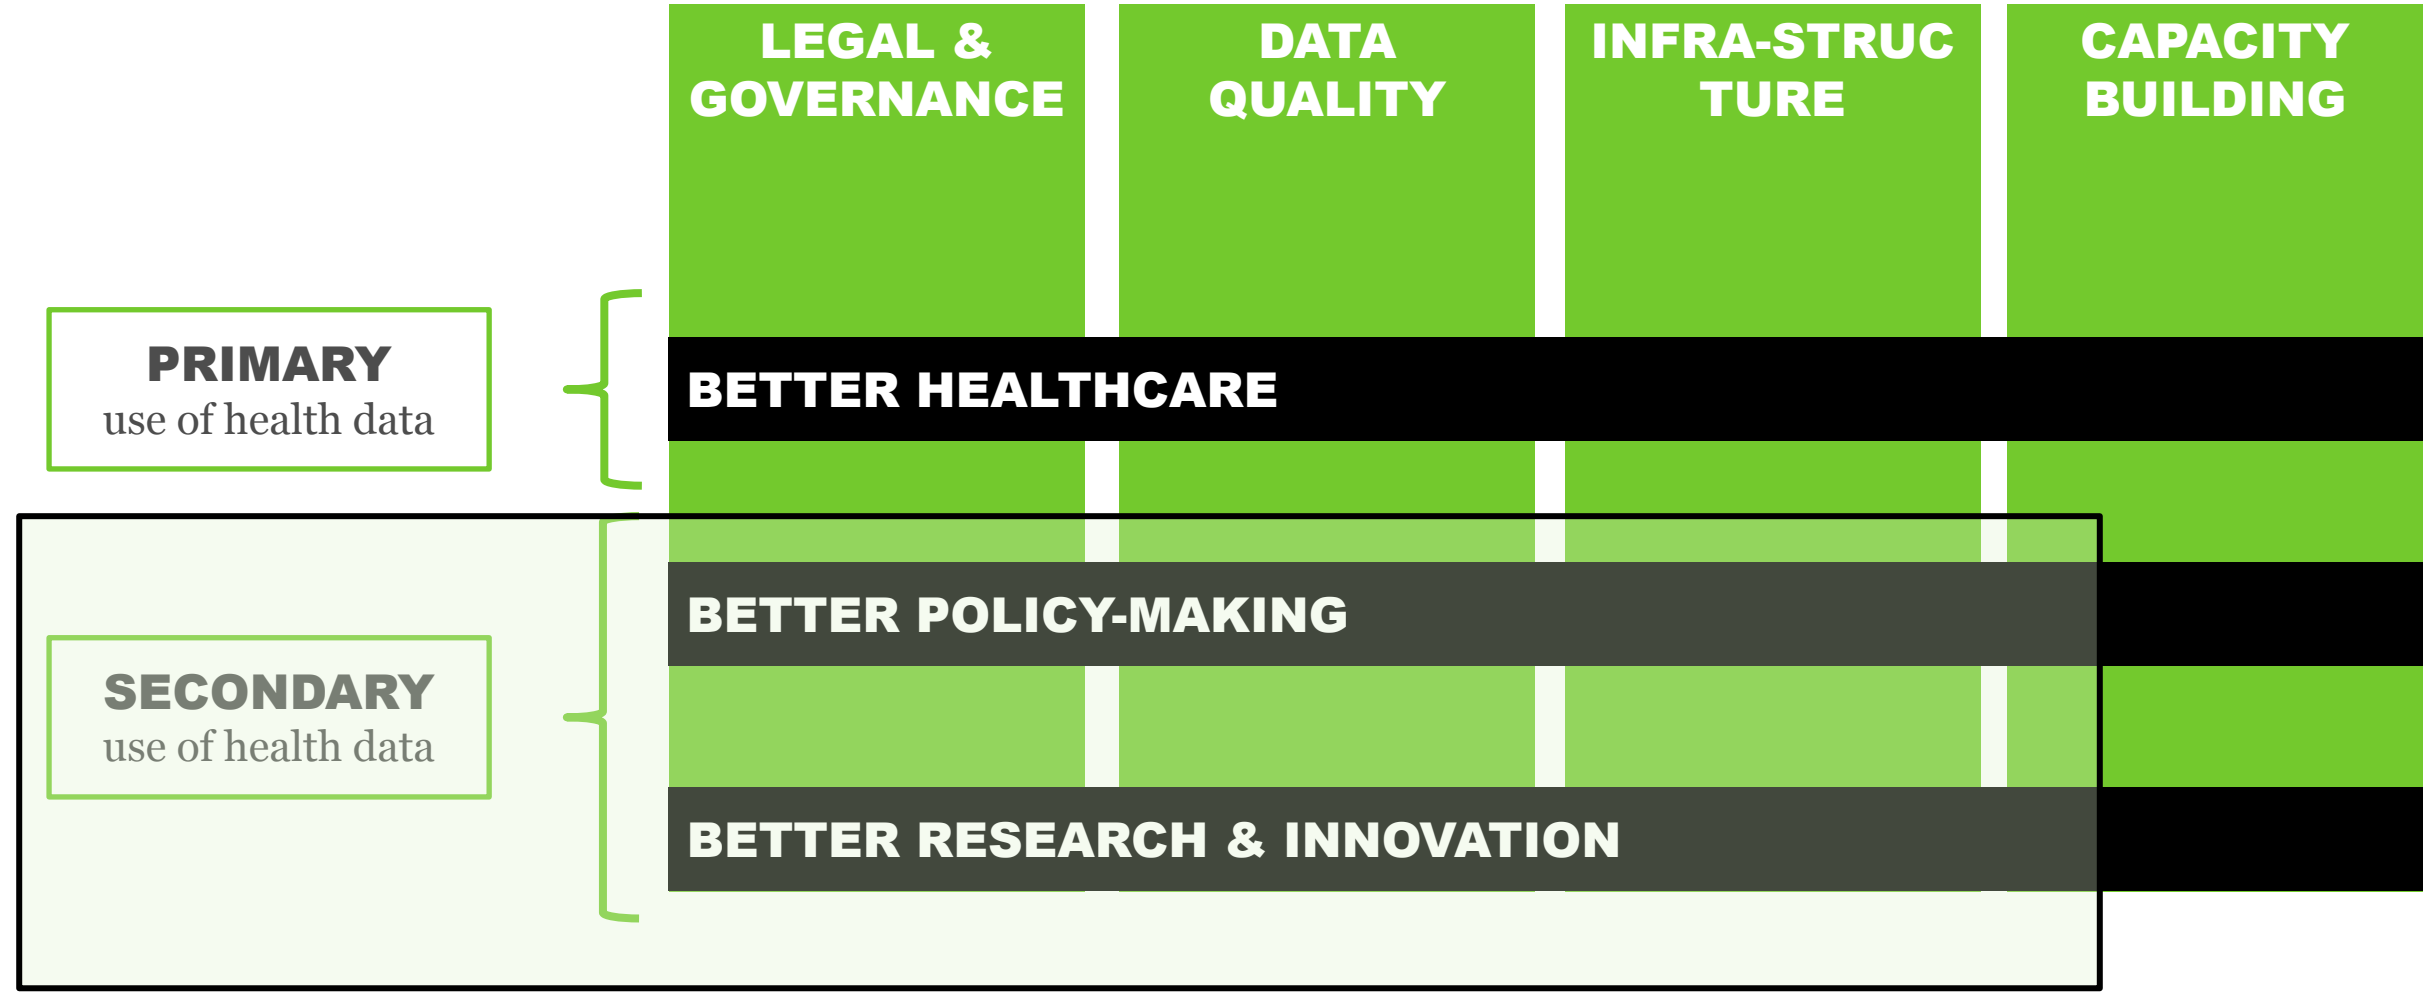 LEGAL &
GOVERNANCE
DATA
QUALITY
INFRA-STRUC
TURE
CAPACITY
BUILDING
PRIMARY
use of health data
BETTER HEALTHCARE
SECONDARY
use of health data
BETTER POLICY-MAKING
BETTER RESEARCH & INNOVATION